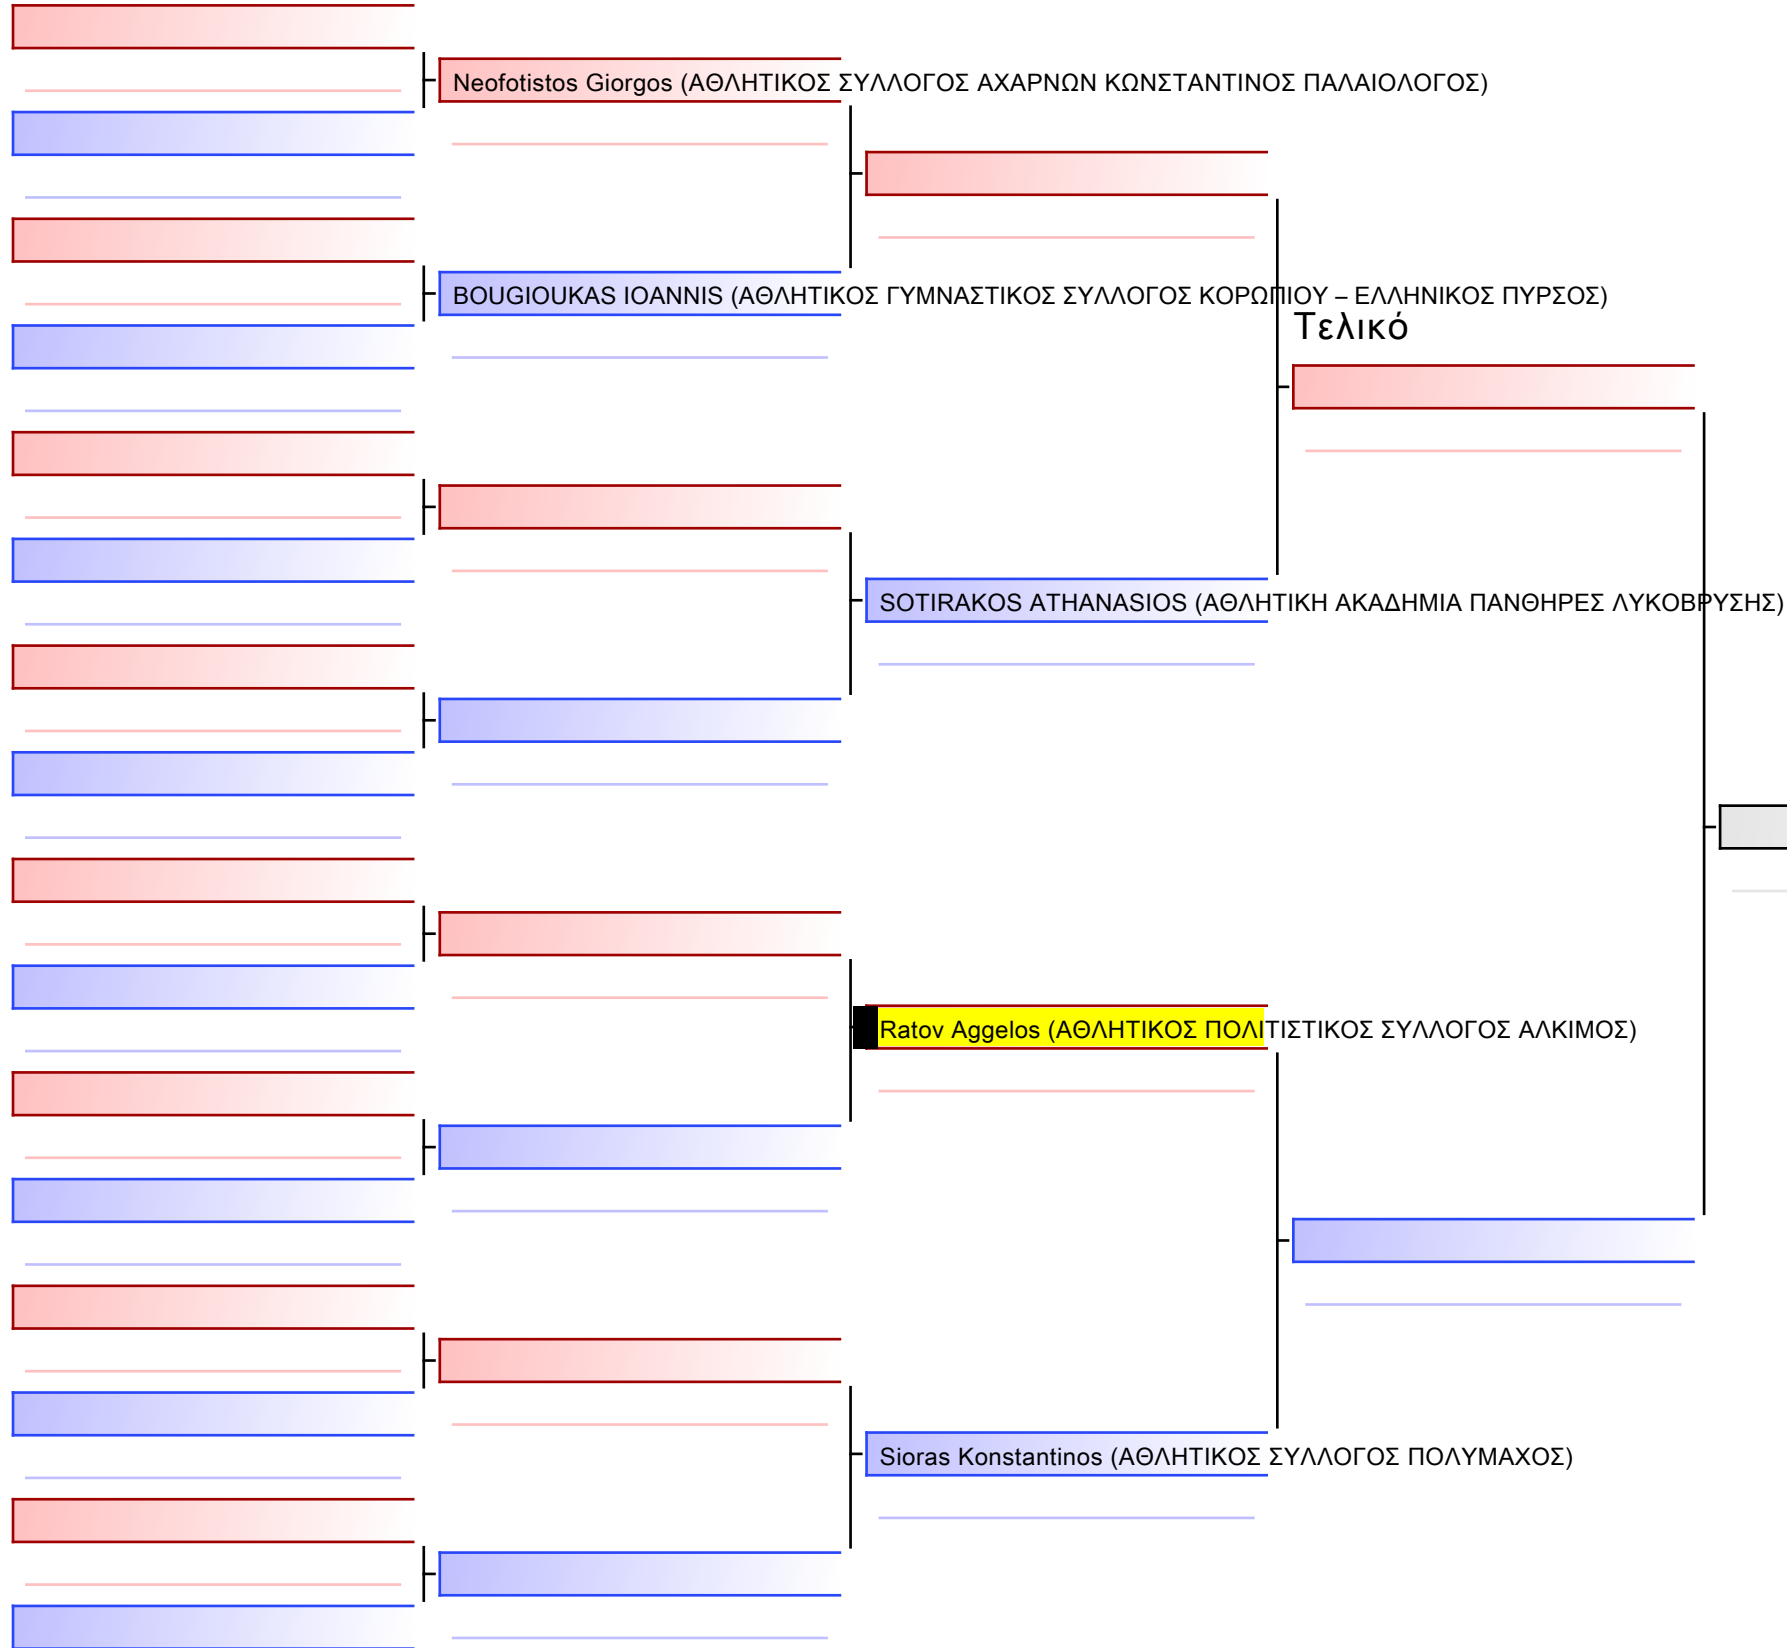 Neofotistos Giorgos (ΑΘΛΗΤΙΚΟΣ ΣΥΛΛΟΓΟΣ ΑΧΑΡΝΩΝ ΚΩΝΣΤΑΝΤΙΝΟΣ ΠΑΛΑΙΟΛΟΓΟΣ)
BOUGIOUKAS IOANNIS (ΑΘΛΗΤΙΚΟΣ ΓΥΜΝΑΣΤΙΚΟΣ ΣΥΛΛΟΓΟΣ ΚΟΡΩΠΙΟΥ – ΕΛΛΗΝΙΚΟΣ ΠΥΡΣΟΣ)
Τελικό
SOTIRAKOS ATHANASIOS (ΑΘΛΗΤΙΚΗ ΑΚΑΔΗΜΙΑ ΠΑΝΘΗΡΕΣ ΛΥΚΟΒΡΥΣΗΣ)
Ratov Aggelos (ΑΘΛΗΤΙΚΟΣ ΠΟΛΙΤΙΣΤΙΚΟΣ ΣΥΛΛΟΓΟΣ ΑΛΚΙΜΟΣ)
Sioras Konstantinos (ΑΘΛΗΤΙΚΟΣ ΣΥΛΛΟΓΟΣ ΠΟΛΥΜΑΧΟΣ)